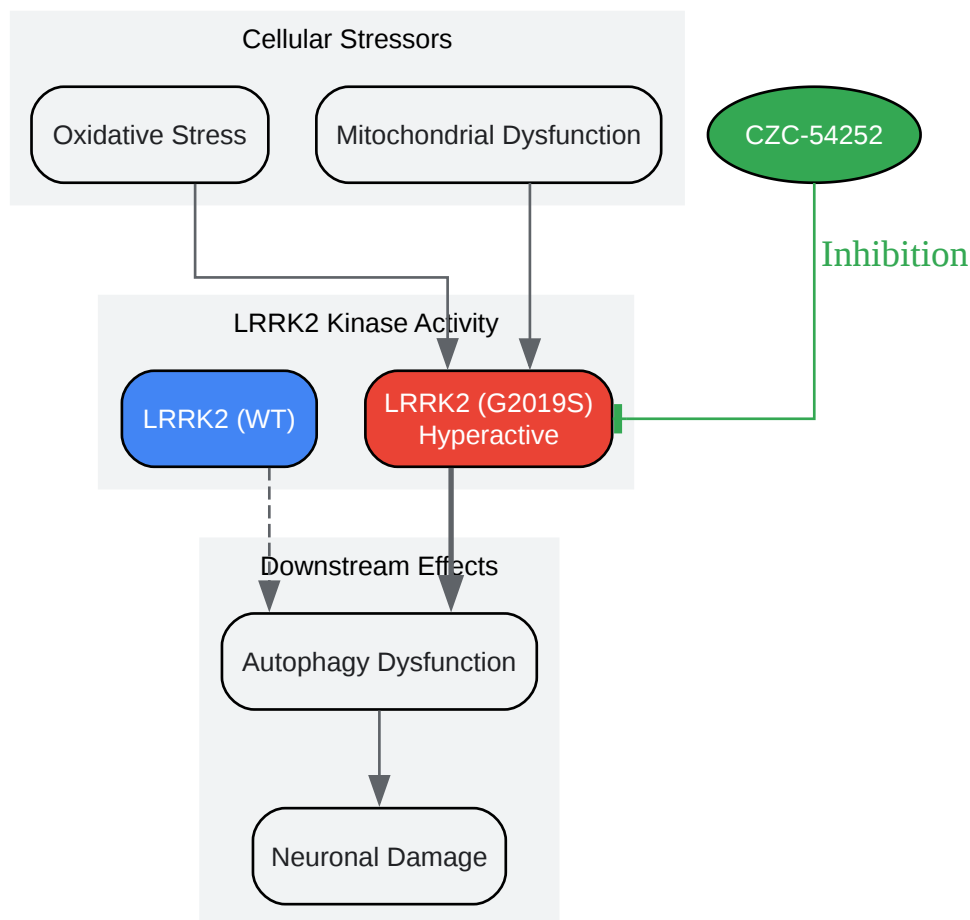 Cellular Stressors
Oxidative Stress
Mitochondrial Dysfunction
CZC-54252
Inhibition
LRRK2 Kinase Activity
LRRK2 (WT)
LRRK2 (G2019S)
Hyperactive
Downstream Effects
Autophagy Dysfunction
Neuronal Damage